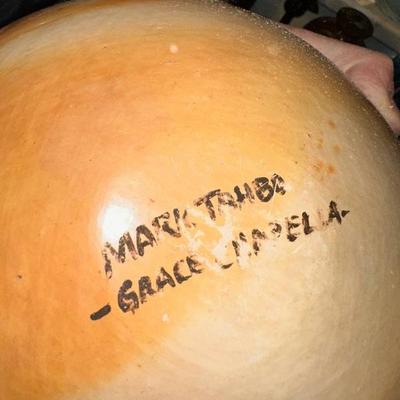 MARK TAHBO
- GRACE CHAPELLA -